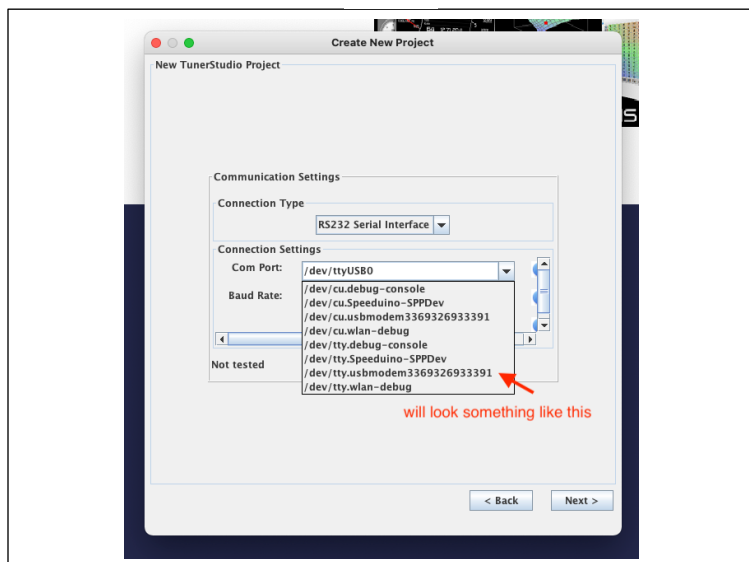 Create New Project
New TunerStudio Project
Communication Settings
Connection Type
RS232 Serial Interface
Connection Settings
Com Port:
/dev/ttyUSB0
Baud Rate:
/dev/cu.debug-console
/dev/cu.Speeduino-SPPDev
/dev/cu.usbmodem3369326933391
/dev/cu.wlan-debug
/dev/tty.debug-console
/dev/tty.Speeduino-SPPDev
/dev/tty.usbmodem3369326933391
/dev/tty.wlan-debug
Not tested
will look something like this
< Back
Next >